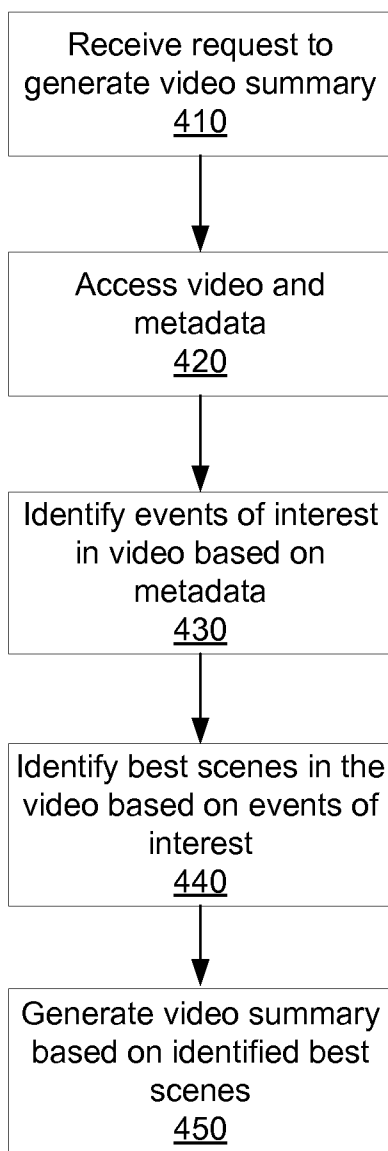 Receive request to
generate video summary
410
Access video and
metadata
420
Identify events of interest
in video based on
metadata
430
Identify best scenes in the
video based on events of
interest
440
Generate video summary
based on identified best
scenes
450